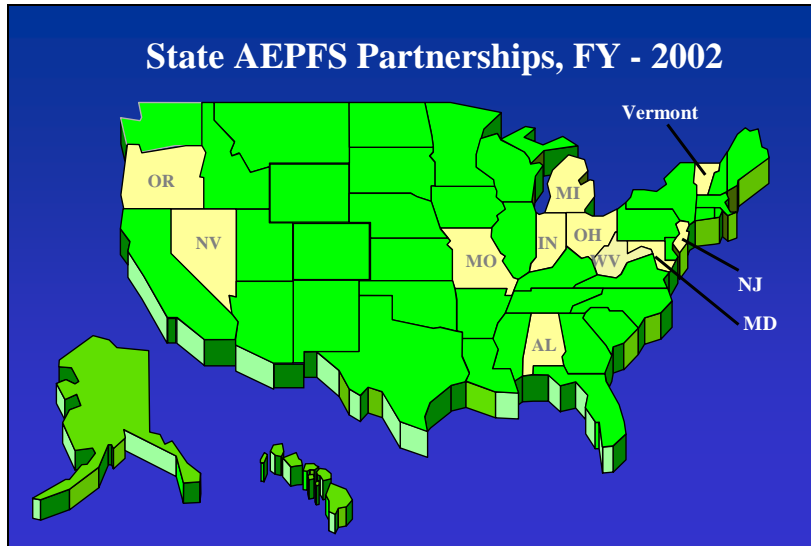 State AEPFS Partnerships, FY - 2002
Vermont
OR
MI
NV
IN
OH
WV
MO
NJ
MD
AL